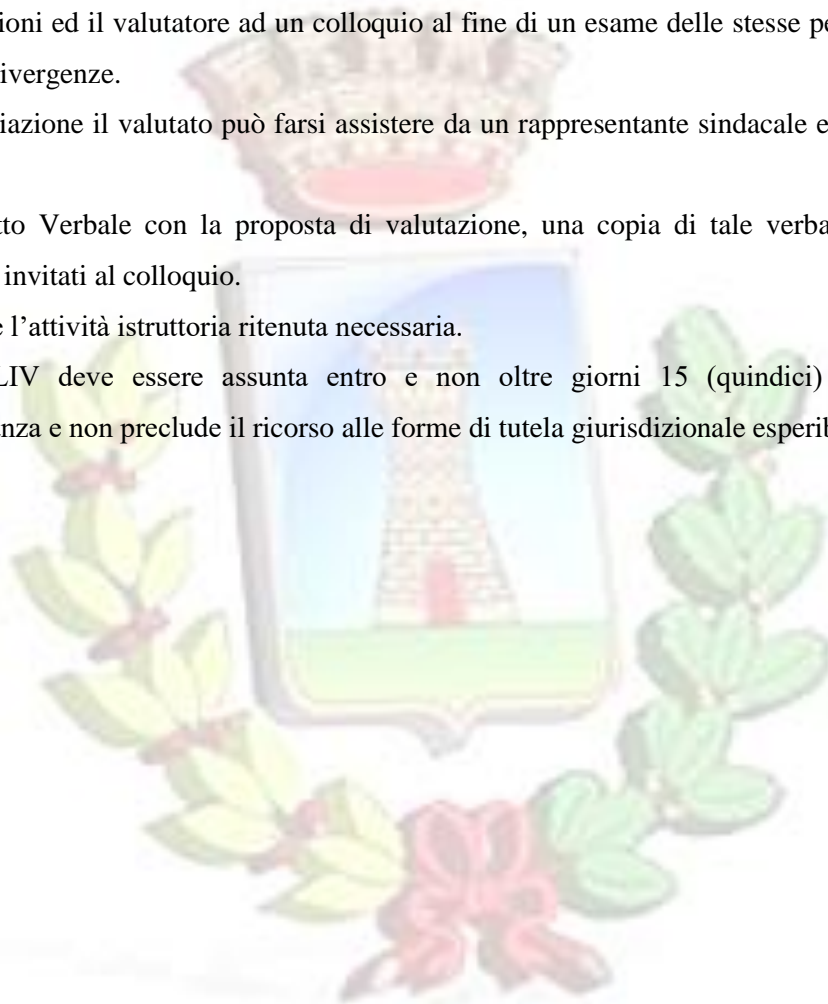 ioni ed il valutatore ad un colloquio al fine di un esame delle stesse pe
ivergenze.
iazione il valutato può farsi assistere da un rappresentante sindacale e
tto Verbale con la proposta di valutazione, una copia di tale verba
invitati al colloquio.
e l’attività istruttoria ritenuta necessaria.
LIV deve essere assunta entro e non oltre giorni 15 (quindici)
anza e non preclude il ricorso alle forme di tutela giurisdizionale esperib